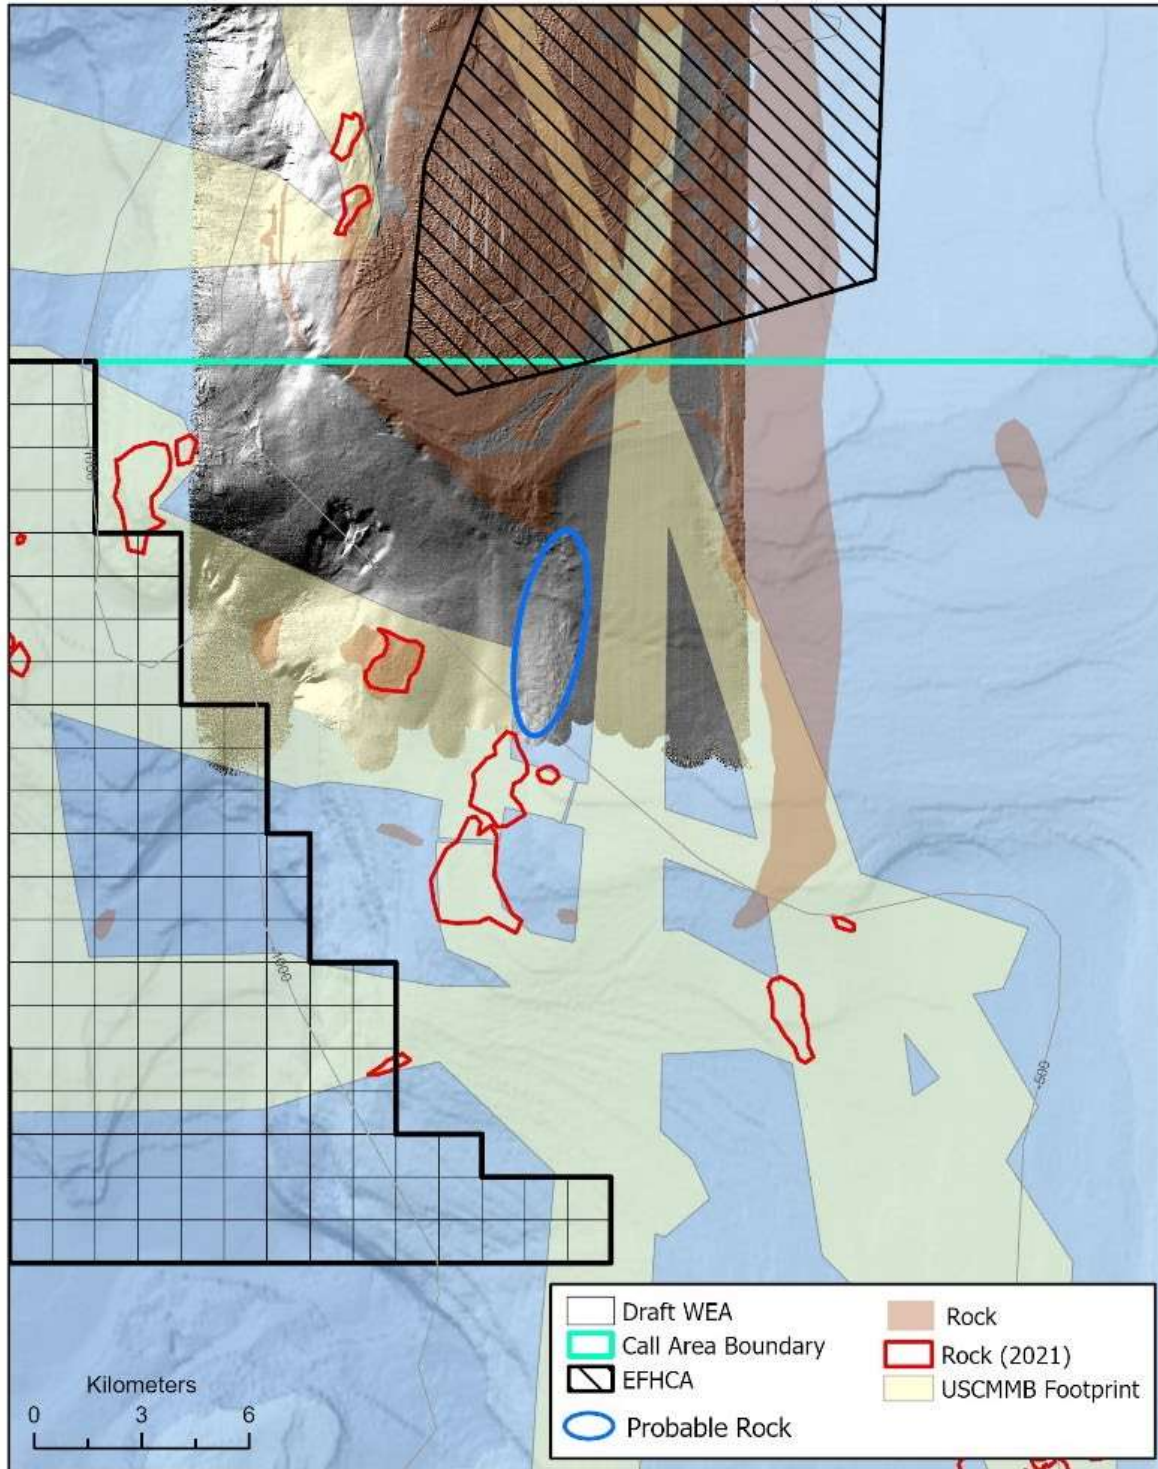 -1000
-500
Kilometers
0 3 6
Draft WEA
Call Area Boundary
EFHCA
Probable Rock
Rock
Rock (2021)
USCMMB Footprint